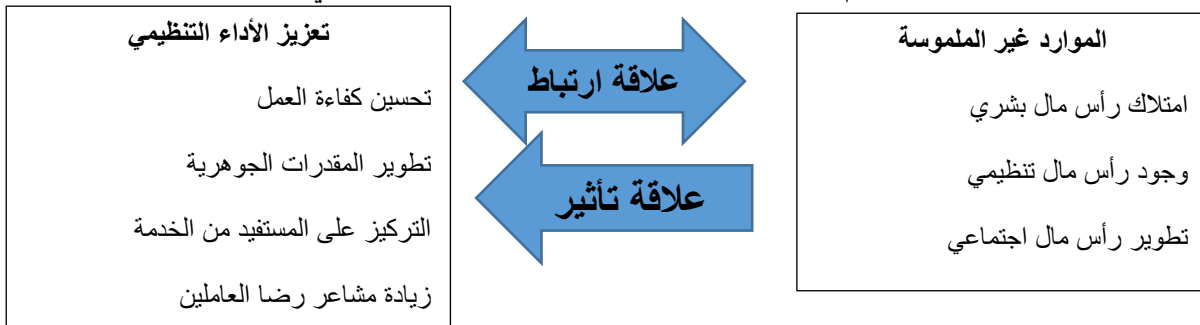 الموارد غير الملموسة
امتلاك رأس مال بشري
وجود رأس مال تنظيمي
تطوير رأس مال اجتماعي
علاقة ارتباط
علاقة تأثير
تعزيز الأداء التنظيمي
تحسين كفاءة العمل
تطوير المقدرات الجوهرية
التركيز على المستفيد من الخدمة
زيادة مشاعر رضا العاملين